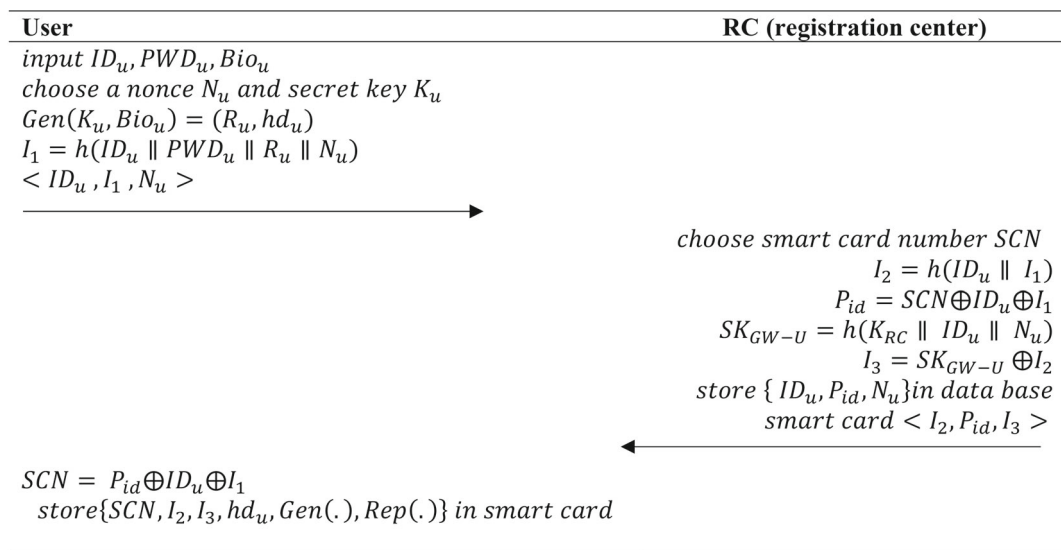 User RC (registration center)
input ID_u, PWD_u, Bio_u
choose a nonce N_u and secret key K_u
Gen(K_u, Bio_u) = (R_u, hd_u)
I_1 = h(ID_u ∥ PWD_u ∥ R_u ∥ N_u)
< ID_u , I_1 , N_u >
choose smart card number SCN
I_2 = h(ID_u ∥ I_1)
P_id = SCN⊕ID_u⊕I_1
SK_GW−U = h(K_RC ∥ ID_u ∥ N_u)
I_3 = SK_GW−U ⊕I_2
store { ID_u, P_id, N_u}in data base
smart card < I_2, P_id, I_3 >
SCN = P_id⊕ID_u⊕I_1
store{SCN, I_2, I_3, hd_u, Gen(.), Rep(.)} in smart card